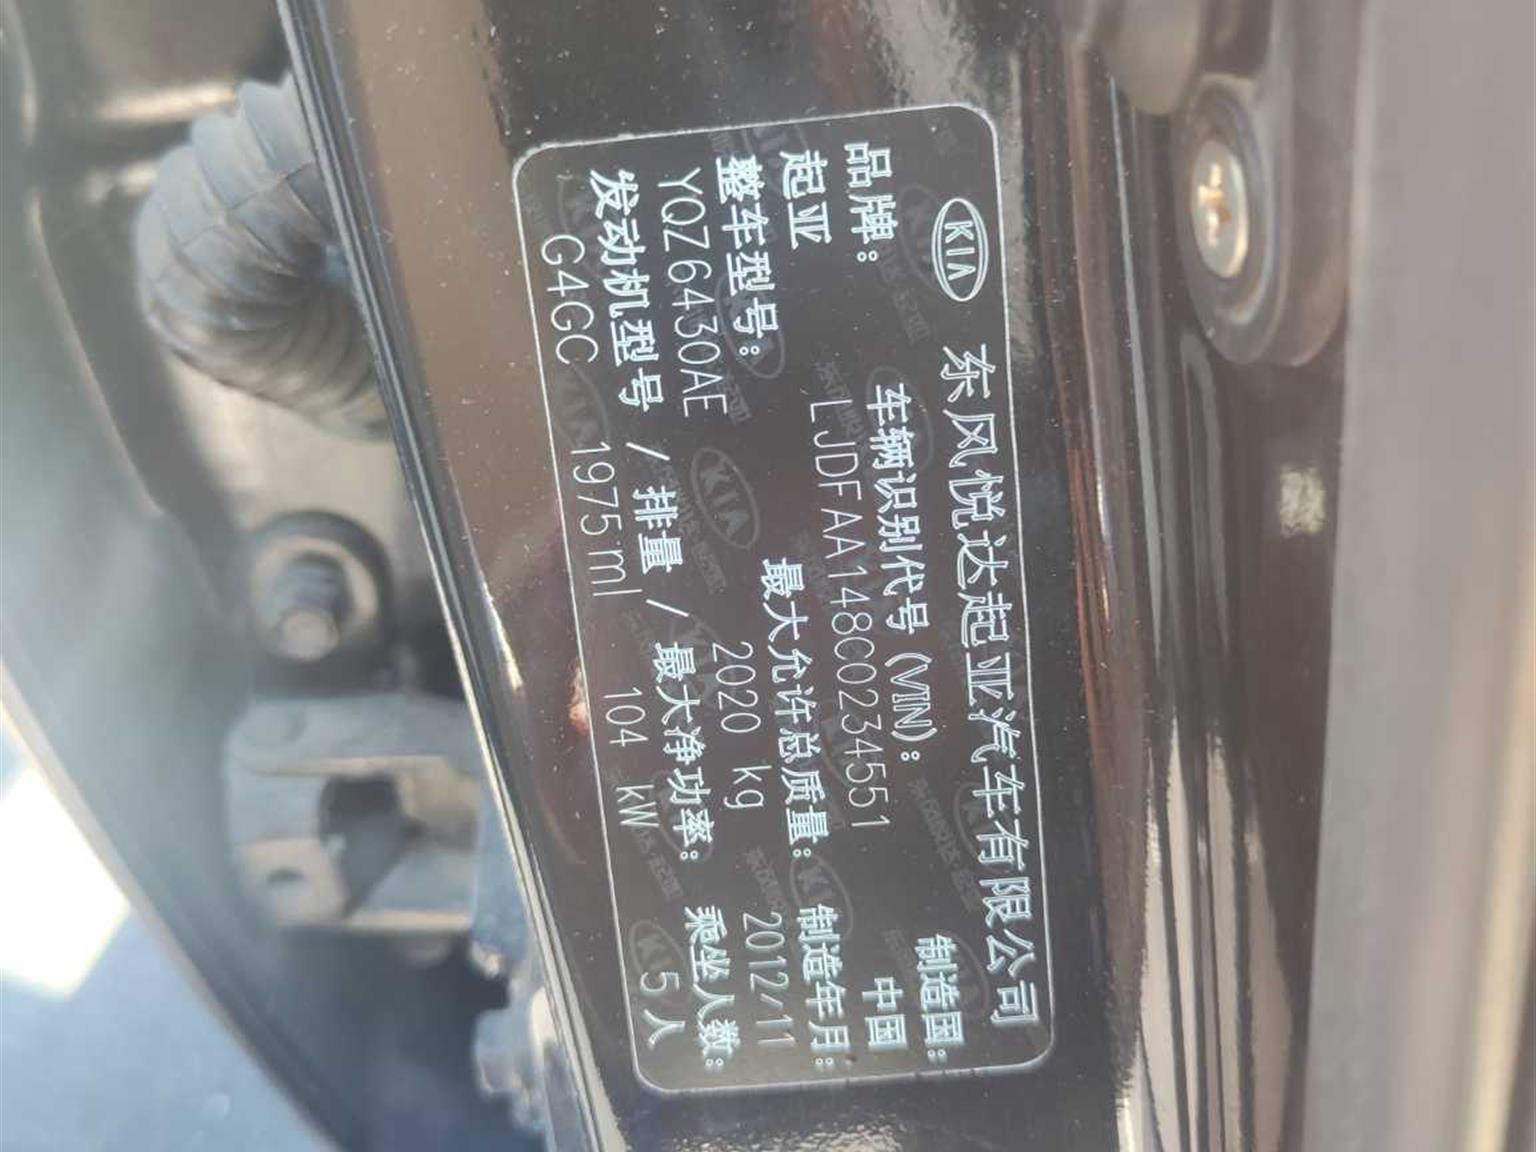 KIA 东风悦达起亚汽车有限公司
品牌： 车辆识别代号 (VIN)： 制造国：
起亚 LJDFAA148C0234551 中国
整车型号： 最大允许总质量： 制造年月：
YQZ6430AE 2020 kg 2012/11
发动机型号 / 排量 / 最大净功率： 乘坐人数：
G4GC 1975ml 104 kW 5人